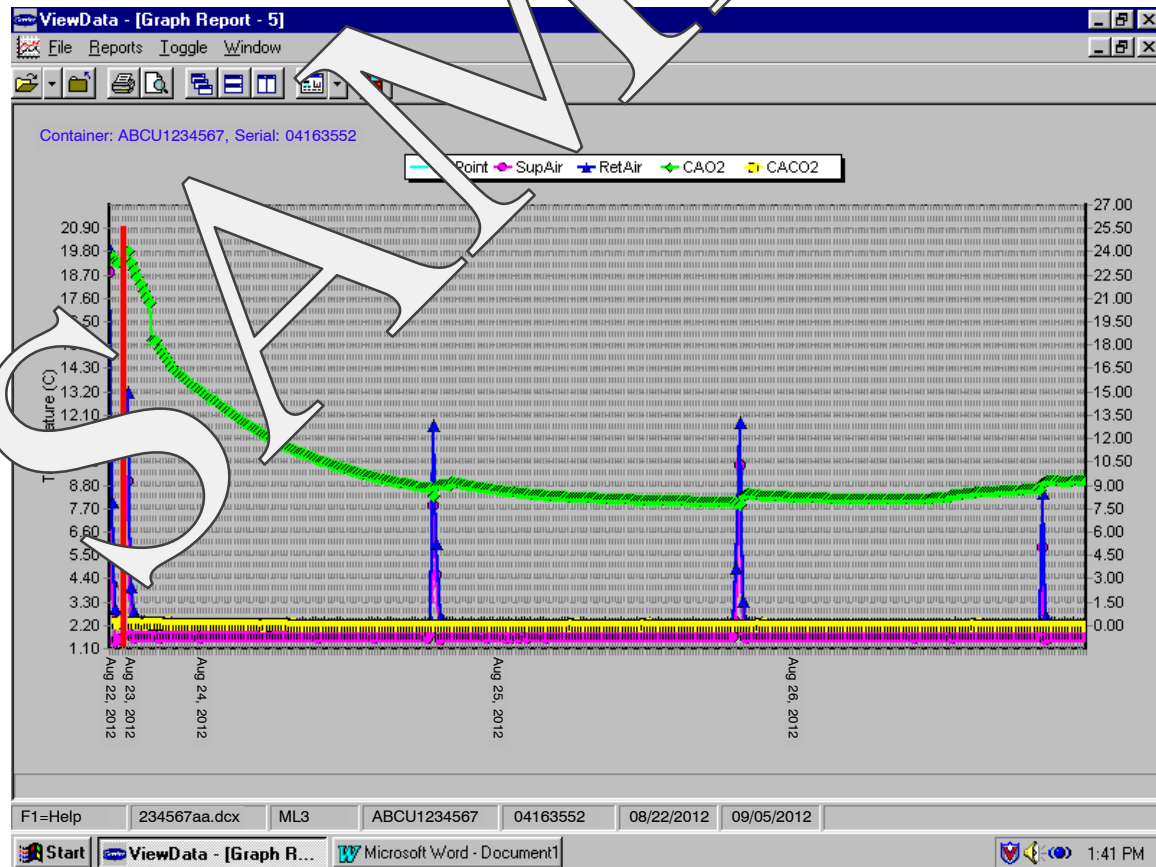 ViewData - [Graph Report - 5]
File Reports Toggle Window
Container: ABCU1234567, Serial: 04163552
Point SupAir RetAir CAO2 CACO2
20.90
19.80
18.70
17.60
6.50
14.30
13.20
12.10
8.80
7.70
6.60
5.50
4.40
3.30
2.20
1.10
ature (C)
27.00
25.50
24.00
22.50
21.00
19.50
18.00
16.50
15.00
13.50
12.00
10.50
9.00
7.50
6.00
4.50
3.00
1.50
0.00
Aug 22, 2012
Aug 23, 2012
Aug 24, 2012
Aug 25, 2012
Aug 26, 2012
SAM
F1=Help 234567aa.dcx ML3 ABCU1234567 04163552 08/22/2012 09/05/2012
Start ViewData - [Graph R... Microsoft Word - Document1 1:41 PM